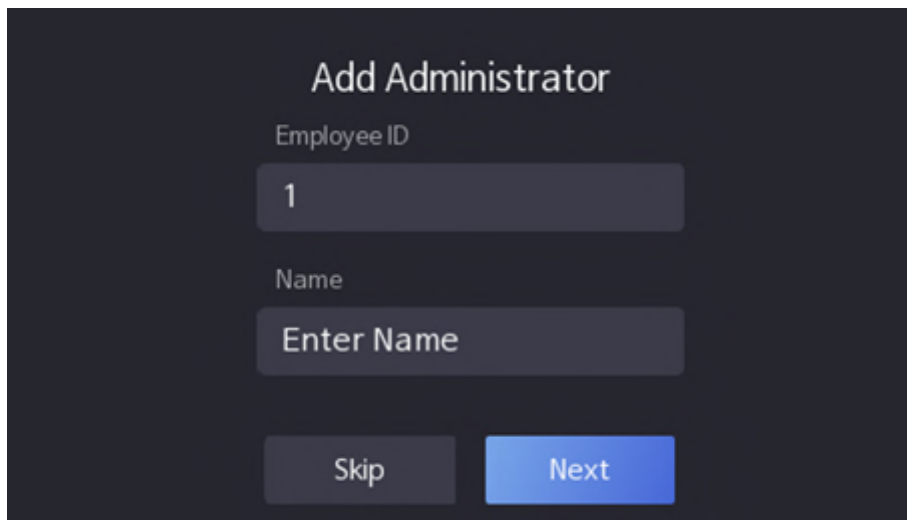 Add Administrator
Employee ID
1
Name
Enter Name
Skip Next